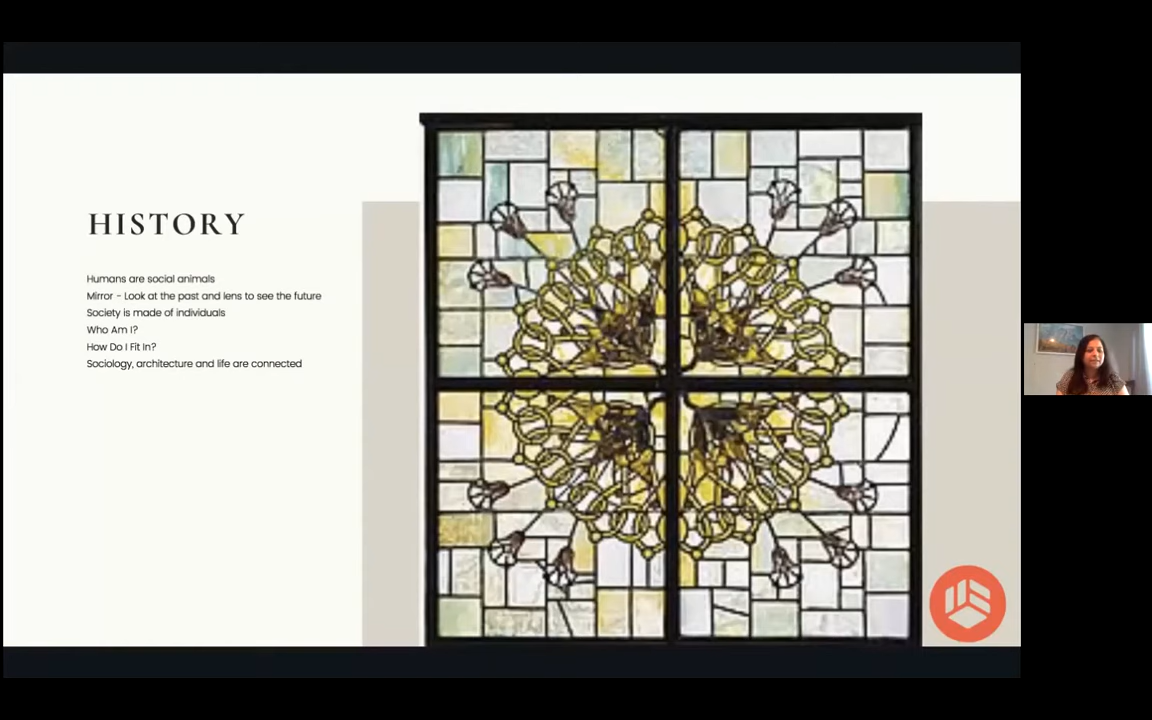 HISTORY
Humans are social animals
Mirror - Look at the past and lens to see the future
Society is made of individuals
Who Am I?
How Do I Fit In?
Sociology, architecture and life are connected